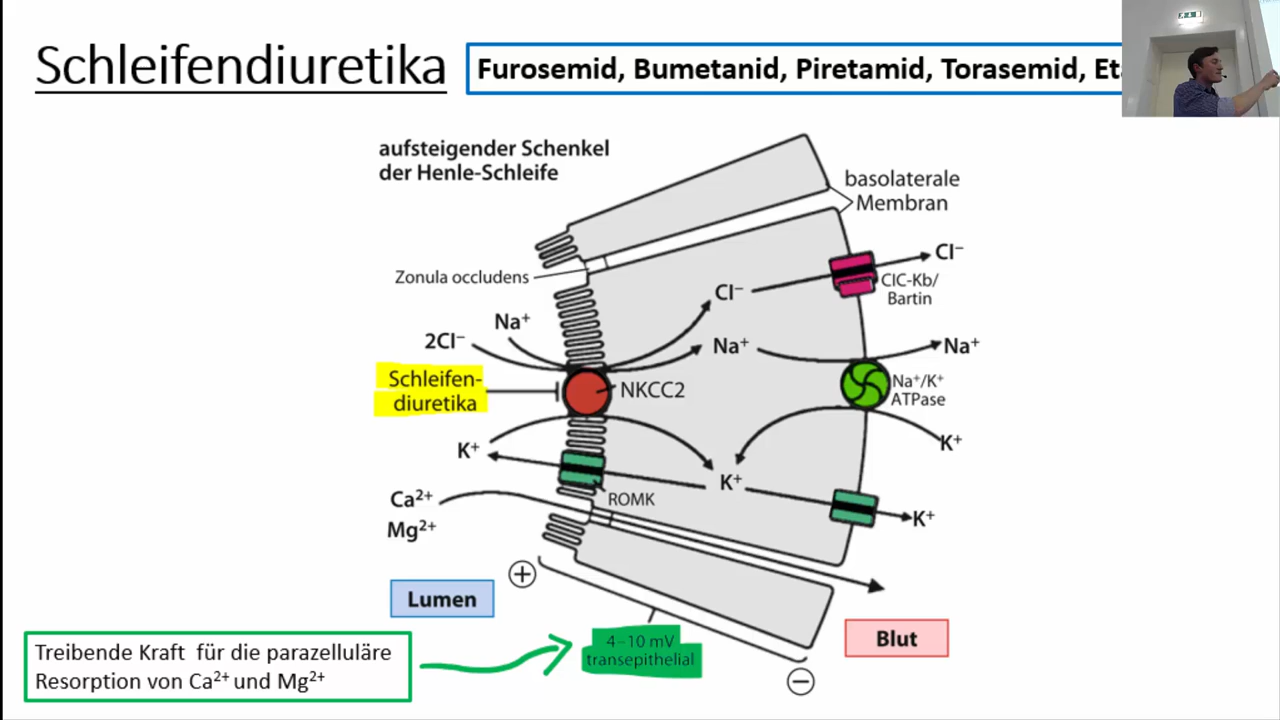 Schleifendiuretika
Furosemid, Bumetanid, Piretamid, Torasemid,
aufsteigender Schenkel
der Henle-Schleife
basolaterale
Membran
Zonula occludens
Cl⁻
ClC-Kb/
Bartin
Cl⁻
Na⁺
2Cl⁻
Na⁺
Na⁺
Schleifen-
diuretika
NKCC2
Na⁺/K⁺
ATPase
K⁺
K⁺
K⁺
ROMK
K⁺
Ca²⁺
Mg²⁺
+
Lumen
Blut
4–10 mV
transepithelial
−
Treibende Kraft für die parazelluläre
Resorption von Ca²⁺ und Mg²⁺